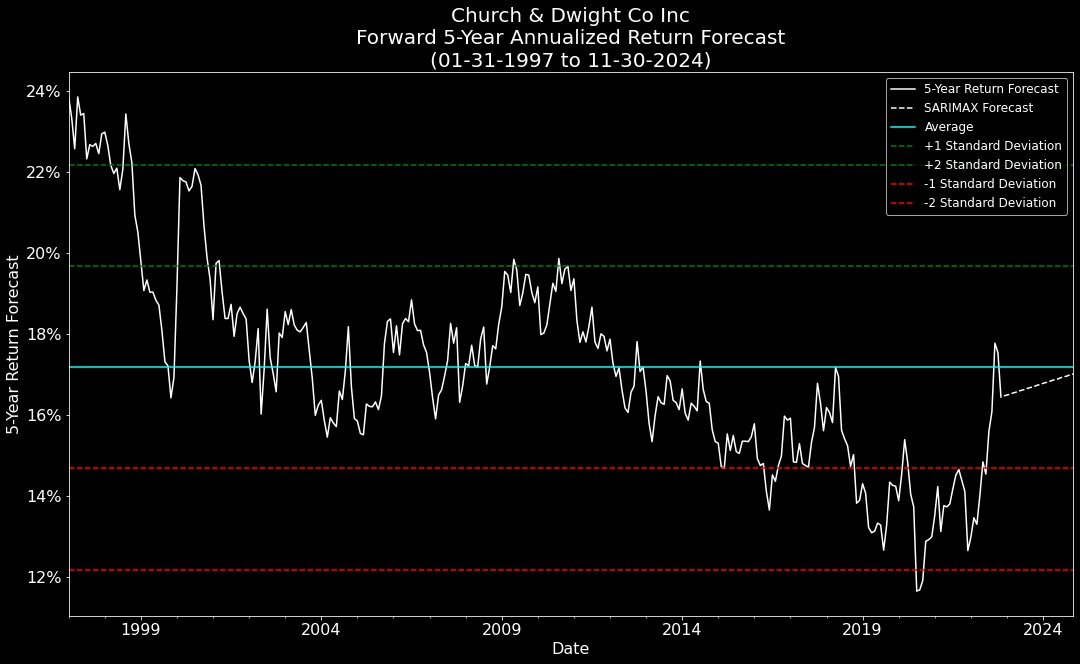 Church & Dwight Co Inc
Forward 5-Year Annualized Return Forecast
(01-31-1997 to 11-30-2024)
5-Year Return Forecast
SARIMAX Forecast
Average
+1 Standard Deviation
+2 Standard Deviation
-1 Standard Deviation
-2 Standard Deviation
5-Year Return Forecast
24%
22%
20%
18%
16%
14%
12%
1999
2004
2009
2014
2019
2024
Date